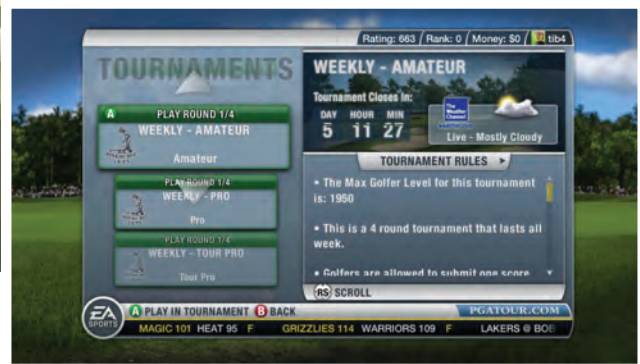 Rating: 663 / Rank: 0 / Money: $0 / tib4
TOURNAMENTS
A PLAY ROUND 1/4
WEEKLY - AMATEUR
Amateur
PLAY ROUND 1/4
WEEKLY - PRO
Pro
PLAY ROUND 1/4
WEEKLY - TOUR PRO
Tour Pro
WEEKLY - AMATEUR
Tournament Closes In:
DAY HOUR MIN
5 11 27
The Weather Channel
weather.com
Live - Mostly Cloudy
TOURNAMENT RULES
• The Max Golfer Level for this tournament
is: 1950
• This is a 4 round tournament that lasts all
week.
• Golfers are allowed to submit one score
RS SCROLL
EA SPORTS
A PLAY IN TOURNAMENT B BACK
PGATOUR.COM
MAGIC 101 HEAT 95 F GRIZZLIES 114 WARRIORS 109 F LAKERS @ BOB